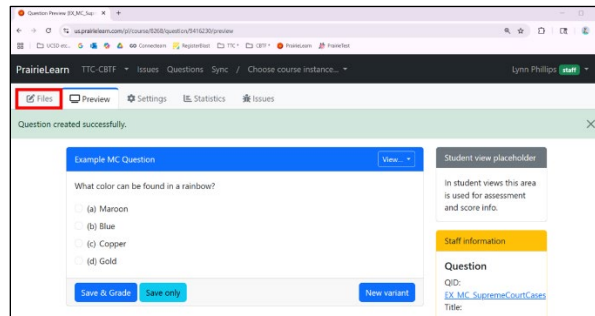 Question Preview [EX_MC_Supr
us.prairielearn.com/pl/course/6368/question/5416230/preview
Connecteam RegisterBlast TTC CBTF PrairieLearn PrairieTest
PrairieLearn TTC-CBTF Issues Questions Sync / Choose course instance... Lynn Phillips staff
Files Preview Settings Statistics Issues
Question created successfully.
Example MC Question View...
What color can be found in a rainbow?
(a) Maroon
(b) Blue
(c) Copper
(d) Gold
Save & Grade Save only New variant
Student view placeholder
In student views this area
is used for assessment
and score info.
Staff information
Question
QID:
EX_MC_SupremeCourtCases
Title: